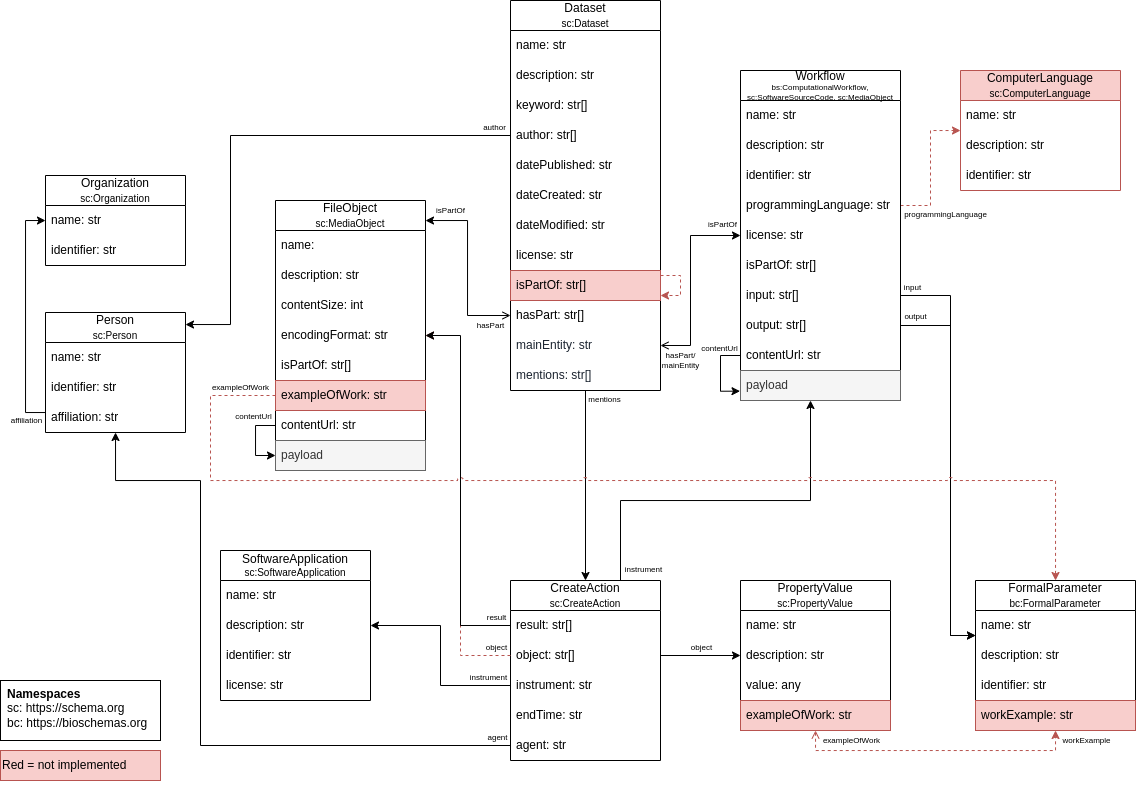 Dataset
sc:Dataset
name: str
description: str
keyword: str[]
author: str[]
datePublished: str
dateCreated: str
dateModified: str
license: str
isPartOf: str[]
hasPart: str[]
mainEntity: str
mentions: str[]
author
Workflow
bs:ComputationalWorkflow,
sc:SoftwareSourceCode, sc:MediaObject
name: str
description: str
identifier: str
programmingLanguage: str
license: str
isPartOf: str[]
input: str[]
output: str[]
contentUrl: str
payload
ComputerLanguage
sc:ComputerLanguage
name: str
description: str
identifier: str
programmingLanguage
Organization
sc:Organization
name: str
identifier: str
FileObject
sc:MediaObject
name:
description: str
contentSize: int
encodingFormat: str
isPartOf: str[]
exampleOfWork: str
contentUrl: str
payload
isPartOf
hasPart
isPartOf
hasPart/
mainEntity
input
output
contentUrl
Person
sc:Person
name: str
identifier: str
affiliation: str
affiliation
exampleOfWork
contentUrl
mentions
SoftwareApplication
sc:SoftwareApplication
name: str
description: str
identifier: str
license: str
instrument
CreateAction
sc:CreateAction
result: str[]
object: str[]
instrument: str
endTime: str
agent: str
result
object
instrument
agent
object
PropertyValue
sc:PropertyValue
name: str
description: str
value: any
exampleOfWork: str
FormalParameter
bc:FormalParameter
name: str
description: str
identifier: str
workExample: str
exampleOfWork
workExample
Namespaces
sc: https://schema.org
bc: https://bioschemas.org
Red = not implemented